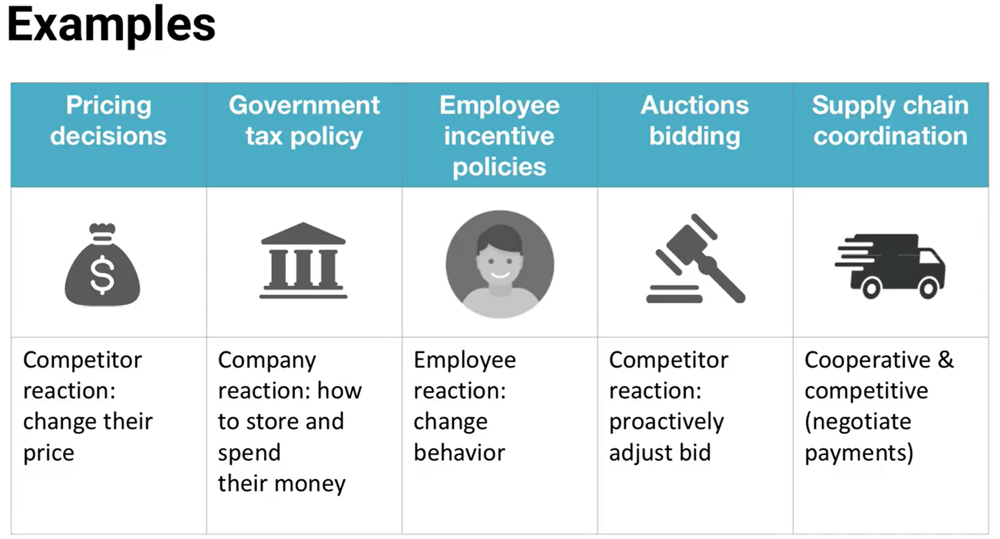 Examples
Pricing
decisions
Government
tax policy
Employee
incentive
policies
Auctions
bidding
Supply chain
coordination
$
Competitor
reaction:
change their
price
Company
reaction: how
to store and
spend
their money
Employee
reaction:
change
behavior
Competitor
reaction:
proactively
adjust bid
Cooperative &
competitive
(negotiate
payments)